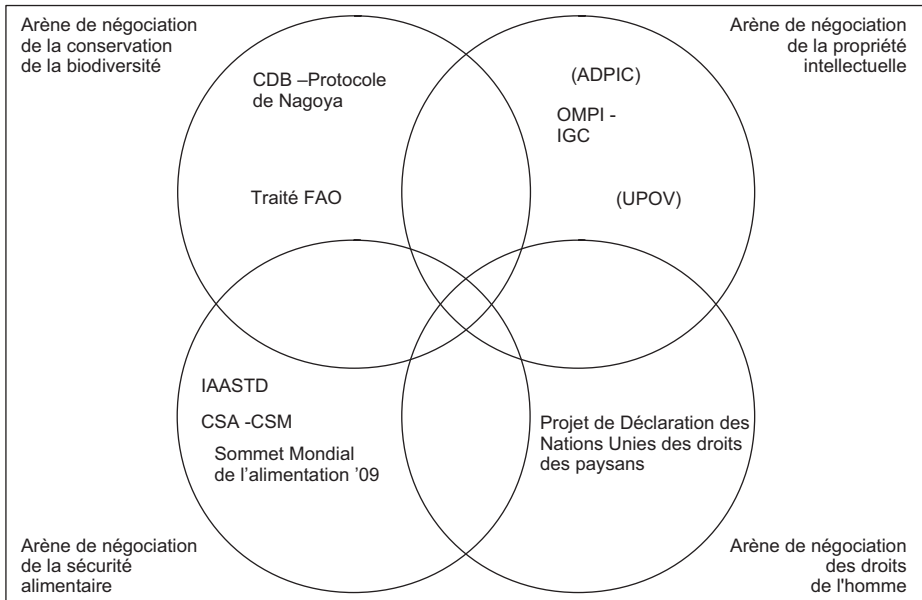 Arène de négociation
de la conservation
de la biodiversité
Arène de négociation
de la propriété
intellectuelle
CDB –Protocole
de Nagoya
Traité FAO
(ADPIC)
OMPI -
IGC
(UPOV)
IAASTD
CSA -CSM
Sommet Mondial
de l’alimentation ’09
Projet de Déclaration des
Nations Unies des droits
des paysans
Arène de négociation
de la sécurité
alimentaire
Arène de négociation
des droits
de l'homme